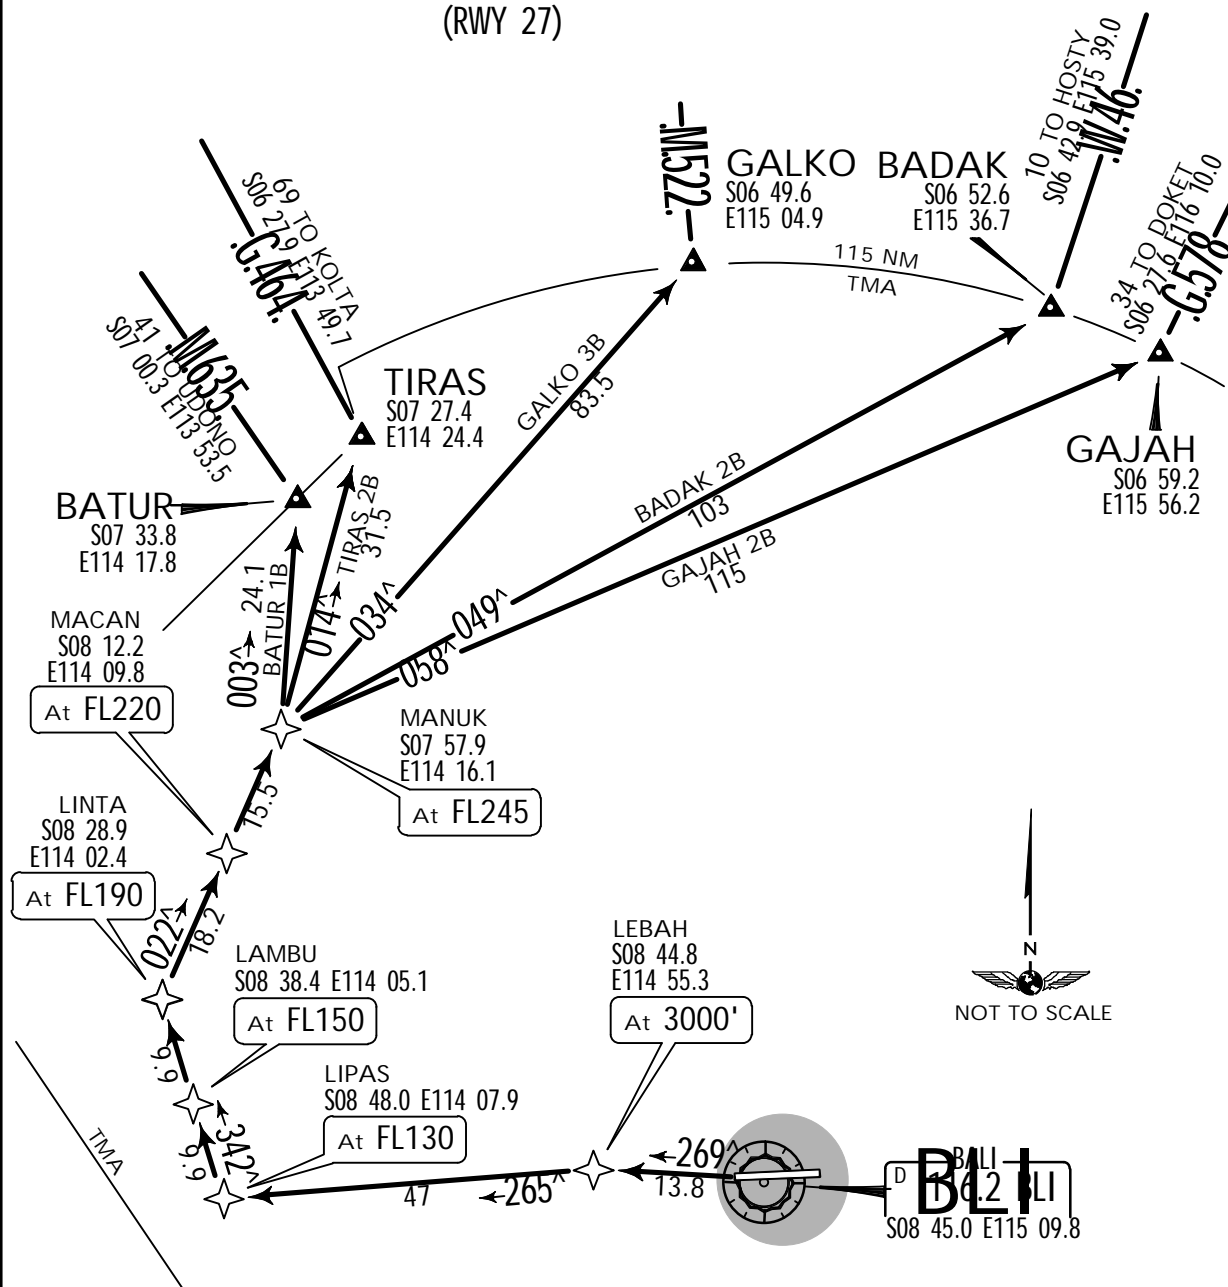 (RWY 27)
10 TO HOSTY
S06 42.9 E115 39.0
.W.46.
.M.522.
GALKO
S06 49.6
E115 04.9
BADAK
S06 52.6
E115 36.7
34 TO DOKET
S06 27.6 E116 10.0
.G.578
69 TO KOLTA
S06 27.9 E113 49.7
.G.464.
115 NM
TMA
41 TO UDONO
S07 00.3 E113 53.5
.M.635.
TIRAS
S07 27.4
E114 24.4
GALKO 3B
83.5
GAJAH
S06 59.2
E115 56.2
BATUR
S07 33.8
E114 17.8
BADAK 2B
103
GAJAH 2B
115
TIRAS 2B
31.5
24.1
BATUR 1B
003^
014^
034^
049^
058^
MACAN
S08 12.2
E114 09.8
At FL220
MANUK
S07 57.9
E114 16.1
At FL245
15.5
LINTA
S08 28.9
E114 02.4
At FL190
022^
18.2
LAMBU
S08 38.4 E114 05.1
At FL150
LEBAH
S08 44.8
E114 55.3
At 3000'
N
NOT TO SCALE
9.9
LIPAS
S08 48.0 E114 07.9
At FL130
342^
9.9
TMA
269^
13.8
265^
47
BALI
D
116.2 BLI
BLI
S08 45.0 E115 09.8